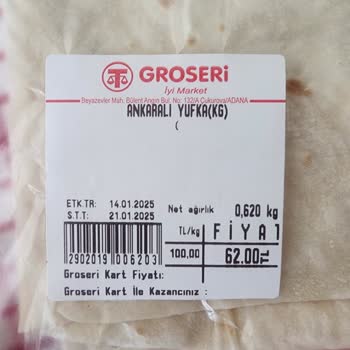 GROSERİ
İyi Market
Beyazevler Mah. Bülent Angın Bul. No: 132/A Çukurova/ADANA
ANKARALI YUFKA(KG)
(
ETK.TR: 14.01.2025
S.T.T: 21.01.2025
Net ağırlık 0,620 kg
TL/kg FİYAT
100,00 62.00TL
2902019006203
Groseri Kart Fiyatı:
Groseri Kart İle Kazancınız :